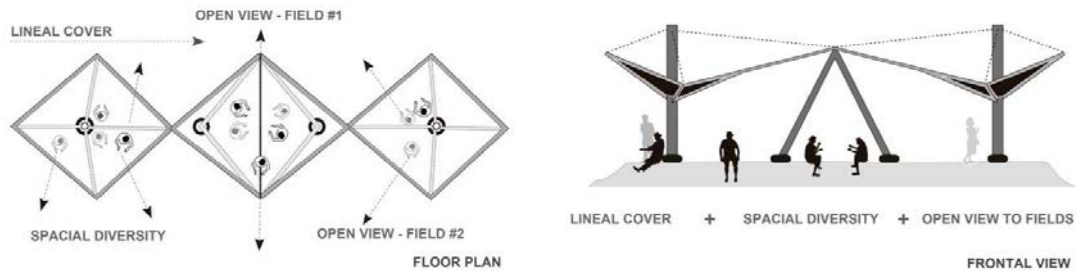 OPEN VIEW - FIELD #1
LINEAL COVER
SPACIAL DIVERSITY
OPEN VIEW - FIELD #2
FLOOR PLAN
LINEAL COVER + SPACIAL DIVERSITY + OPEN VIEW TO FIELDS
FRONTAL VIEW